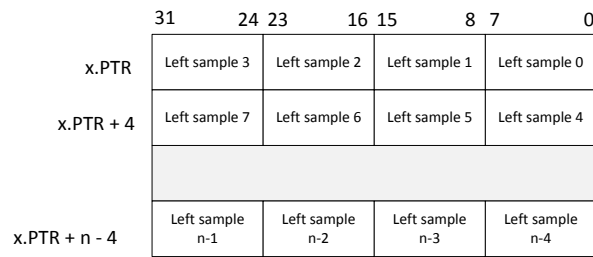 31 24 23 16 15 8 7 0
x.PTR Left sample 3 Left sample 2 Left sample 1 Left sample 0
x.PTR + 4 Left sample 7 Left sample 6 Left sample 5 Left sample 4
x.PTR + n - 4 Left sample n-1 Left sample n-2 Left sample n-3 Left sample n-4